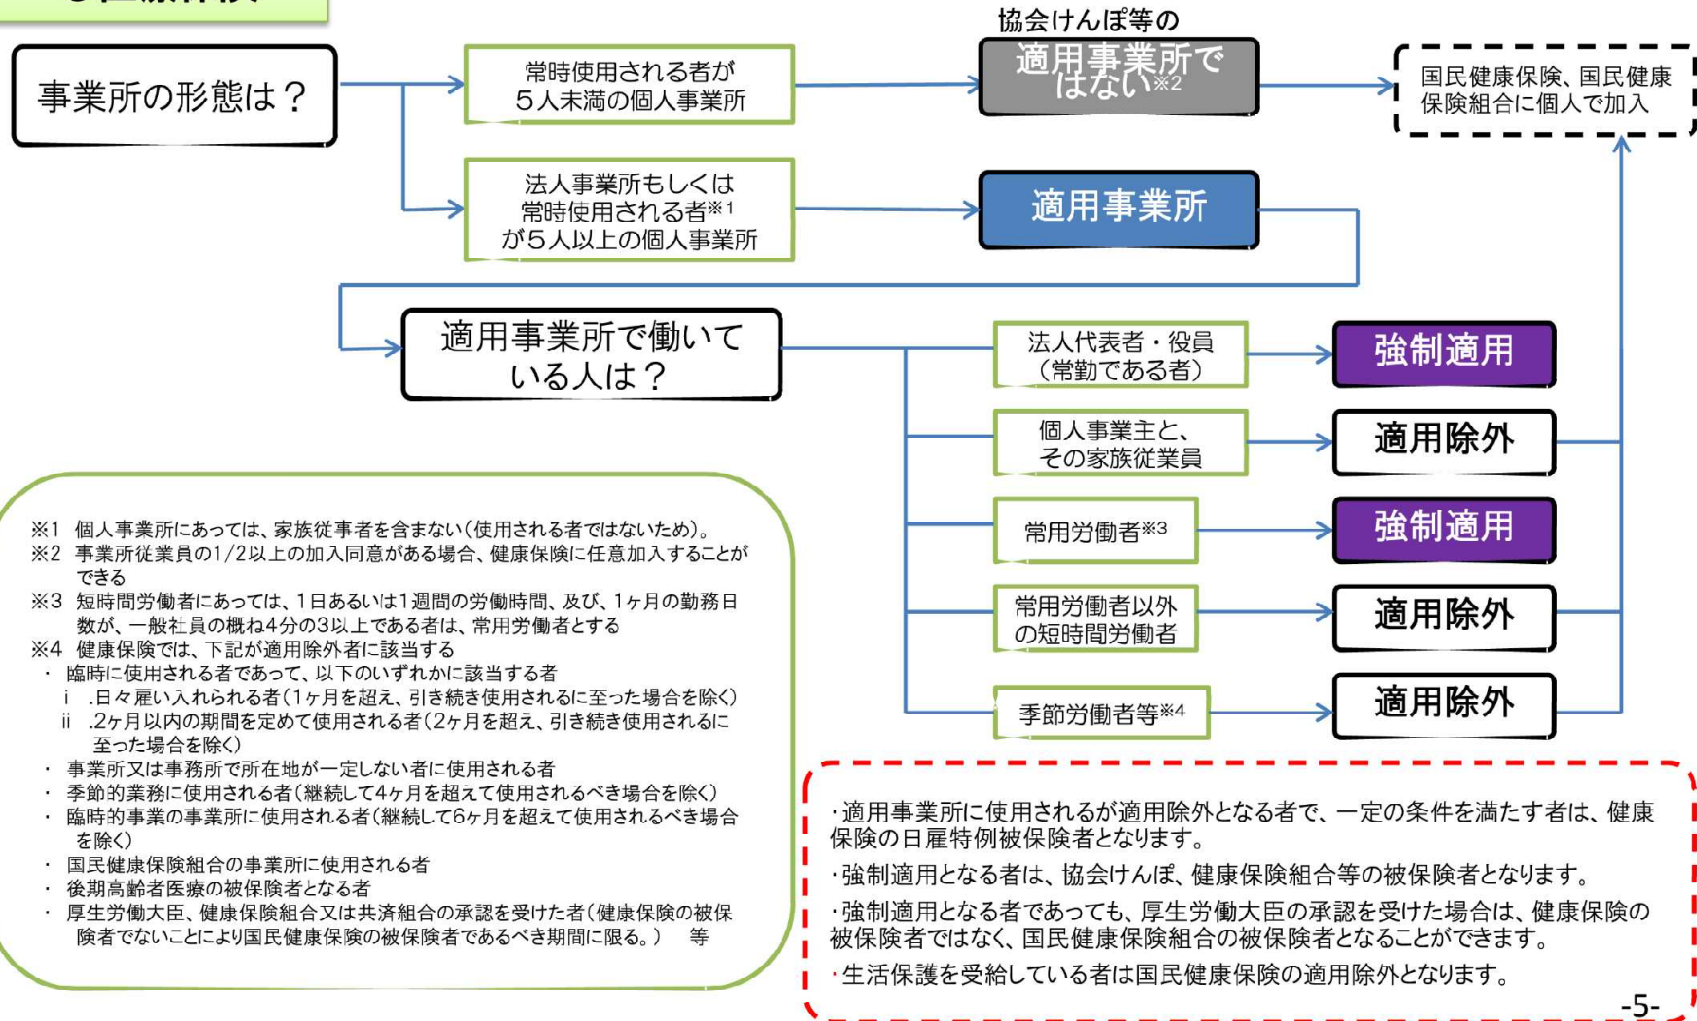 協会けんぽ等の
事業所の形態は？
常時使用される者が
５人未満の個人事業所
適用事業所で
はない※2
国民健康保険、国民健康
保険組合に個人で加入
法人事業所もしくは
常時使用される者※1
が５人以上の個人事業所
適用事業所
適用事業所で働いて
いる人は？
法人代表者・役員
（常勤である者）
強制適用
個人事業主と、
その家族従業員
適用除外
常用労働者※3
強制適用
常用労働者以外
の短時間労働者
適用除外
季節労働者等※4
適用除外
※1 個人事業所にあっては、家族従事者を含まない（使用される者ではないため）。
※2 事業所従業員の1/2以上の加入同意がある場合、健康保険に任意加入することが
できる
※3 短時間労働者にあっては、1日あるいは1週間の労働時間、及び、1ヶ月の勤務日
数が、一般社員の概ね4分の3以上である者は、常用労働者とする
※4 健康保険では、下記が適用除外者に該当する
・ 臨時に使用される者であって、以下のいずれかに該当する者
ⅰ .日々雇い入れられる者（1ヶ月を超え、引き続き使用されるに至った場合を除く）
ⅱ .2ヶ月以内の期間を定めて使用される者（2ヶ月を超え、引き続き使用されるに
至った場合を除く）
・ 事業所又は事務所で所在地が一定しない者に使用される者
・ 季節的業務に使用される者（継続して4ヶ月を超えて使用されるべき場合を除く）
・ 臨時的事業の事業所に使用される者（継続して6ヶ月を超えて使用されるべき場合
を除く）
・ 国民健康保険組合の事業所に使用される者
・ 後期高齢者医療の被保険者となる者
・ 厚生労働大臣、健康保険組合又は共済組合の承認を受けた者（健康保険の被保
険者でないことにより国民健康保険の被保険者であるべき期間に限る。） 等
・適用事業所に使用されるが適用除外となる者で、一定の条件を満たす者は、健康
保険の日雇特例被保険者となります。
・強制適用となる者は、協会けんぽ、健康保険組合等の被保険者となります。
・強制適用となる者であっても、厚生労働大臣の承認を受けた場合は、健康保険の
被保険者ではなく、国民健康保険組合の被保険者となることができます。
・生活保護を受給している者は国民健康保険の適用除外となります。
-5-